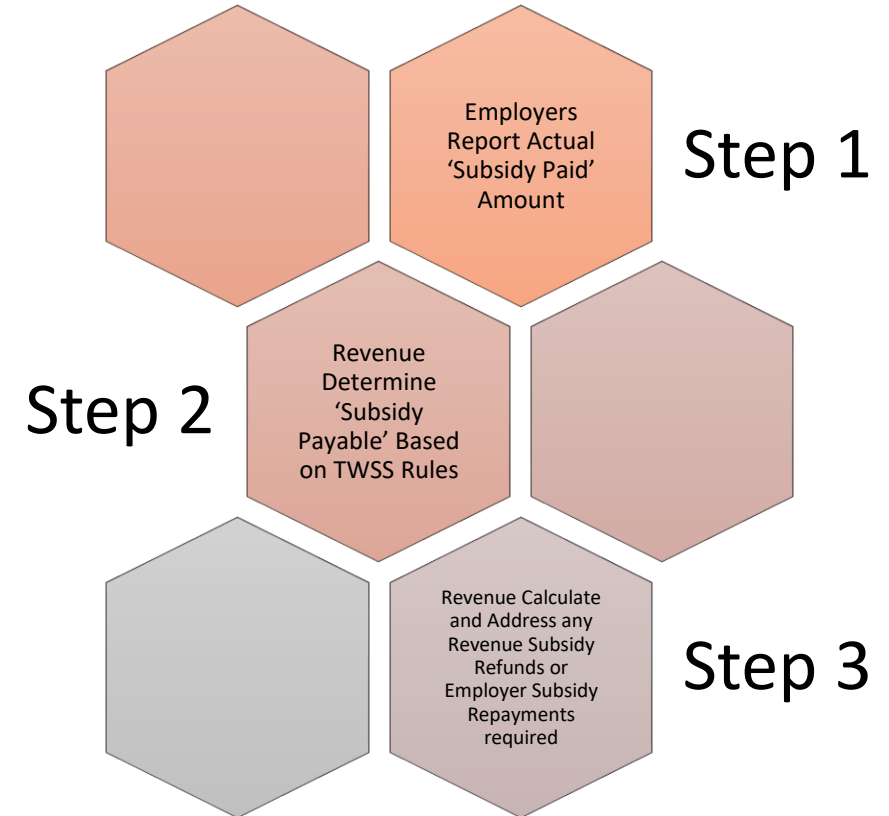 Employers
Report Actual
‘Subsidy Paid’
Amount
Step 1
Step 2
Revenue
Determine
‘Subsidy
Payable’ Based
on TWSS Rules
Revenue Calculate
and Address any
Revenue Subsidy
Refunds or
Employer Subsidy
Repayments
required
Step 3